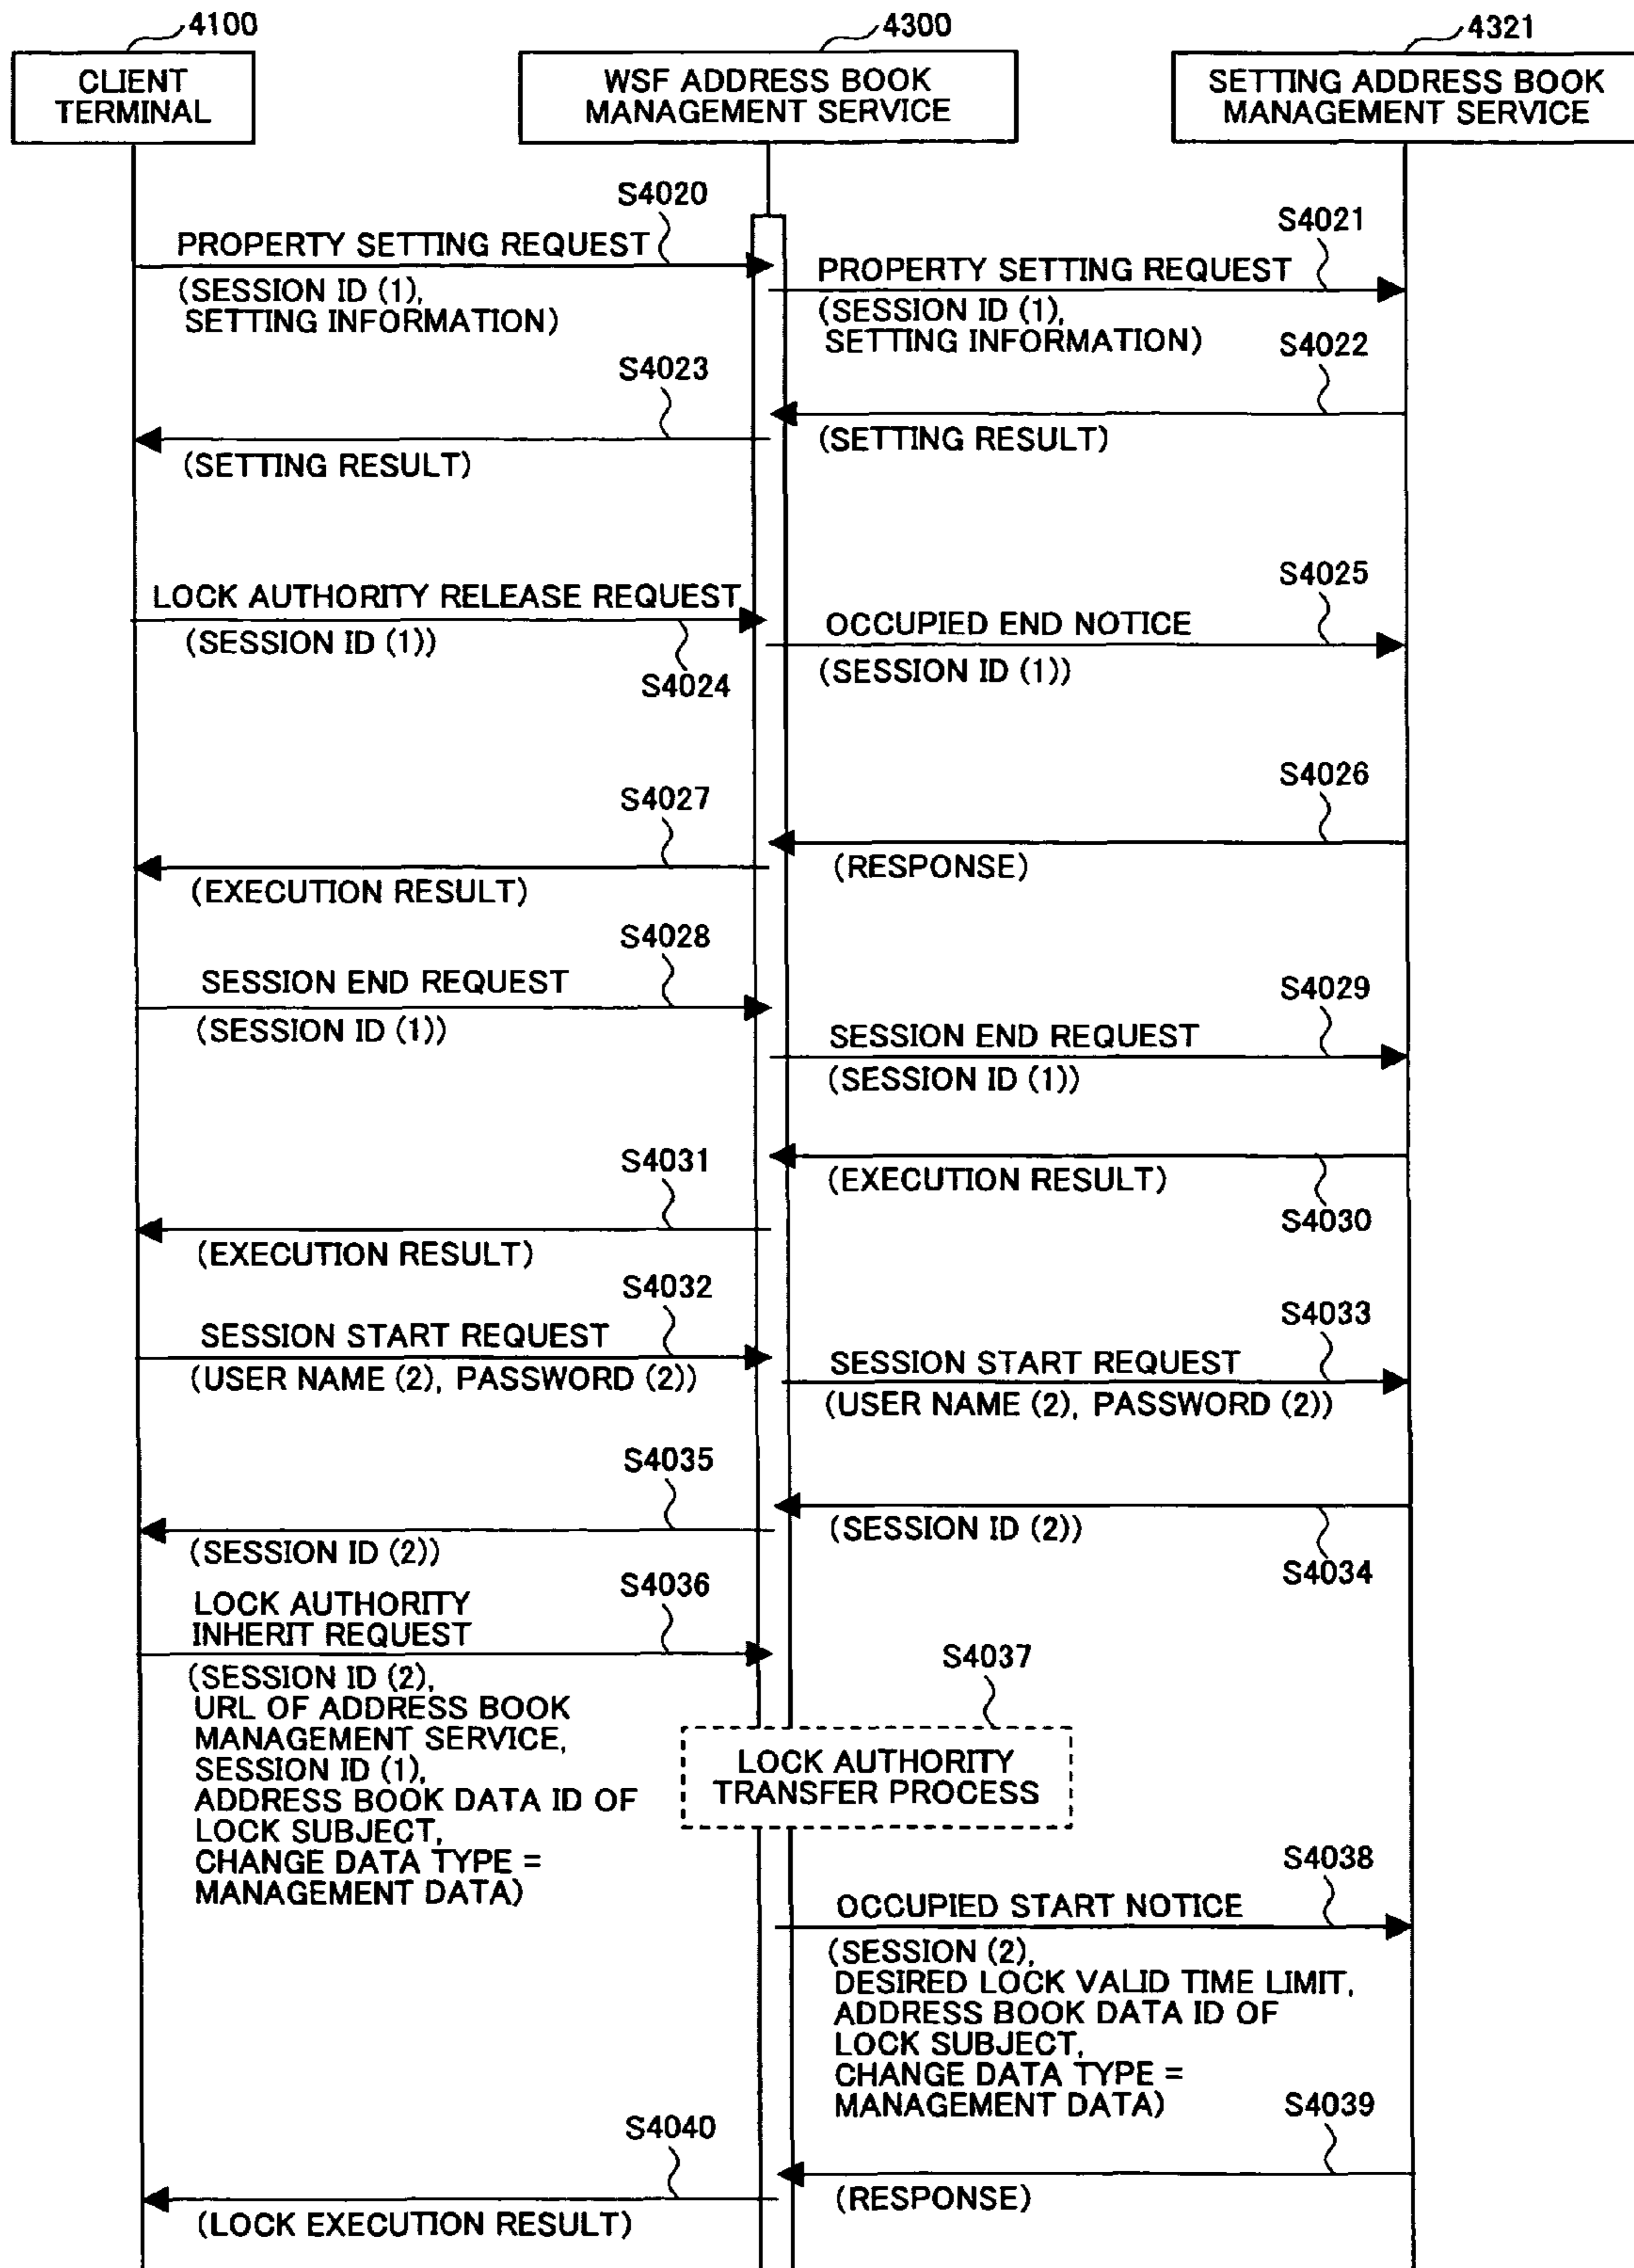 4100
4300
4321
CLIENT
TERMINAL
WSF ADDRESS BOOK
MANAGEMENT SERVICE
SETTING ADDRESS BOOK
MANAGEMENT SERVICE
S4020
PROPERTY SETTING REQUEST
(SESSION ID (1),
SETTING INFORMATION)
S4021
PROPERTY SETTING REQUEST
(SESSION ID (1),
SETTING INFORMATION)
S4022
(SETTING RESULT)
S4023
(SETTING RESULT)
LOCK AUTHORITY RELEASE REQUEST
(SESSION ID (1))
S4024
S4025
OCCUPIED END NOTICE
(SESSION ID (1))
S4026
(RESPONSE)
S4027
(EXECUTION RESULT)
S4028
SESSION END REQUEST
(SESSION ID (1))
S4029
SESSION END REQUEST
(SESSION ID (1))
(EXECUTION RESULT)
S4030
S4031
(EXECUTION RESULT)
S4032
SESSION START REQUEST
(USER NAME (2), PASSWORD (2))
S4033
SESSION START REQUEST
(USER NAME (2), PASSWORD (2))
(SESSION ID (2))
S4034
S4035
(SESSION ID (2))
S4036
LOCK AUTHORITY
INHERIT REQUEST
(SESSION ID (2),
URL OF ADDRESS BOOK
MANAGEMENT SERVICE,
SESSION ID (1),
ADDRESS BOOK DATA ID OF
LOCK SUBJECT,
CHANGE DATA TYPE =
MANAGEMENT DATA)
S4037
LOCK AUTHORITY
TRANSFER PROCESS
S4038
OCCUPIED START NOTICE
(SESSION (2),
DESIRED LOCK VALID TIME LIMIT,
ADDRESS BOOK DATA ID OF
LOCK SUBJECT,
CHANGE DATA TYPE =
MANAGEMENT DATA)
S4039
(RESPONSE)
S4040
(LOCK EXECUTION RESULT)